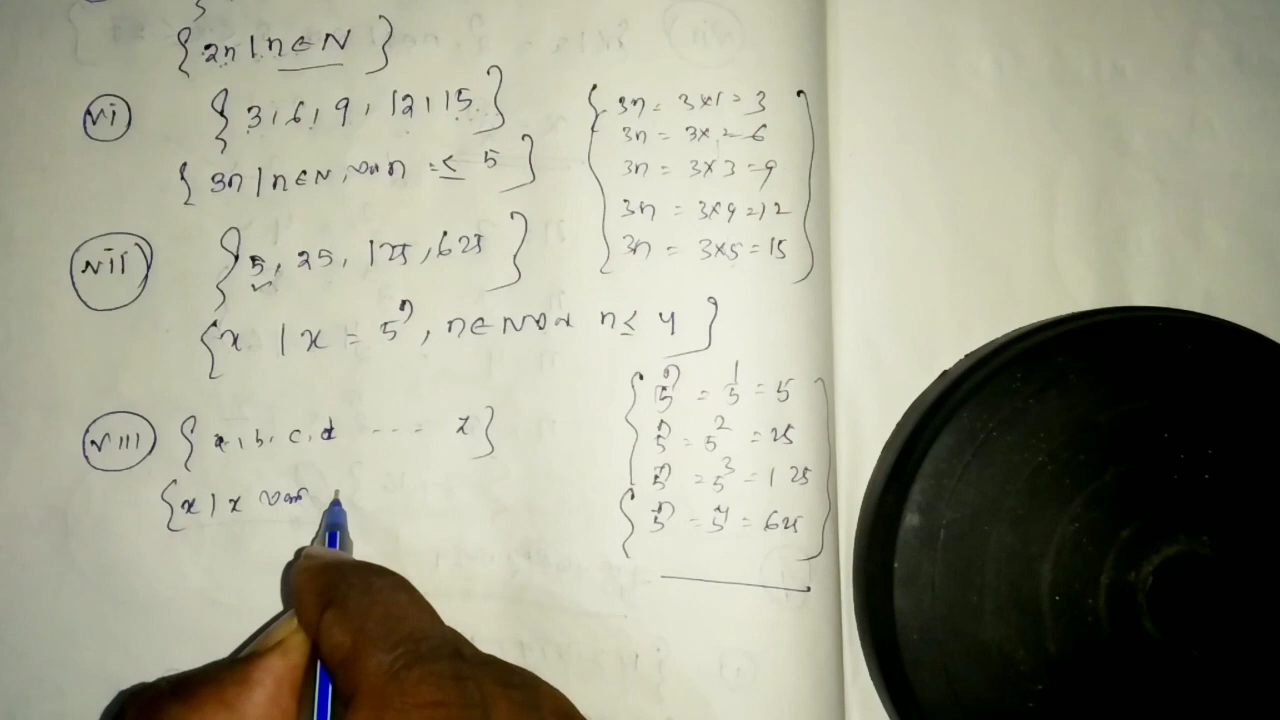 { 2n | n ∈ N }
(vi) { 3, 6, 9, 12, 15 }
{ 3n | n ∈ N, n = ≤ 5 }
{ 3n = 3×1 = 3
3n = 3×2 = 6
3n = 3×3 = 9
3n = 3×4 = 12
3n = 3×5 = 15 }
(vii) { 5, 25, 125, 625 }
{ x | x = 5ⁿ, n ∈ N n ≤ 4 }
{ 5ⁿ = 5¹ = 5
5ⁿ = 5² = 25
5ⁿ = 5³ = 125
5ⁿ = 5⁴ = 625 }
(viii) { a, b, c, d --- z }
{ x | x